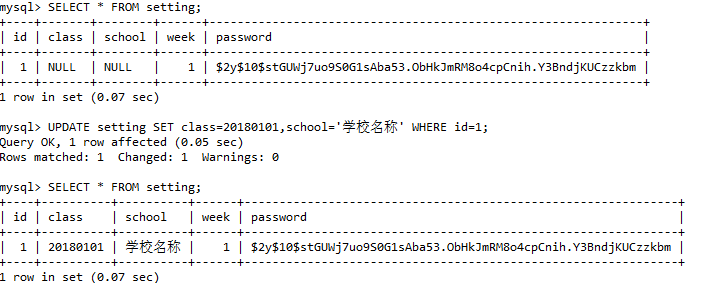 mysql> SELECT * FROM setting;
+----+-------+--------+------+--------------------------------------------------------------+
| id | class | school | week | password                                                     |
+----+-------+--------+------+--------------------------------------------------------------+
|  1 | NULL  | NULL   |    1 | $2y$10$stGUWj7uo9S0G1sAba53.ObHkJmRM8o4cpCnih.Y3BndjKUCzzkbm |
+----+-------+--------+------+--------------------------------------------------------------+
1 row in set (0.07 sec)

mysql> UPDATE setting SET class=20180101,school='学校名称' WHERE id=1;
Query OK, 1 row affected (0.05 sec)
Rows matched: 1  Changed: 1  Warnings: 0

mysql> SELECT * FROM setting;
+----+----------+----------+------+--------------------------------------------------------------+
| id | class    | school   | week | password                                                     |
+----+----------+----------+------+--------------------------------------------------------------+
|  1 | 20180101 | 学校名称 |    1 | $2y$10$stGUWj7uo9S0G1sAba53.ObHkJmRM8o4cpCnih.Y3BndjKUCzzkbm |
+----+----------+----------+------+--------------------------------------------------------------+
1 row in set (0.07 sec)